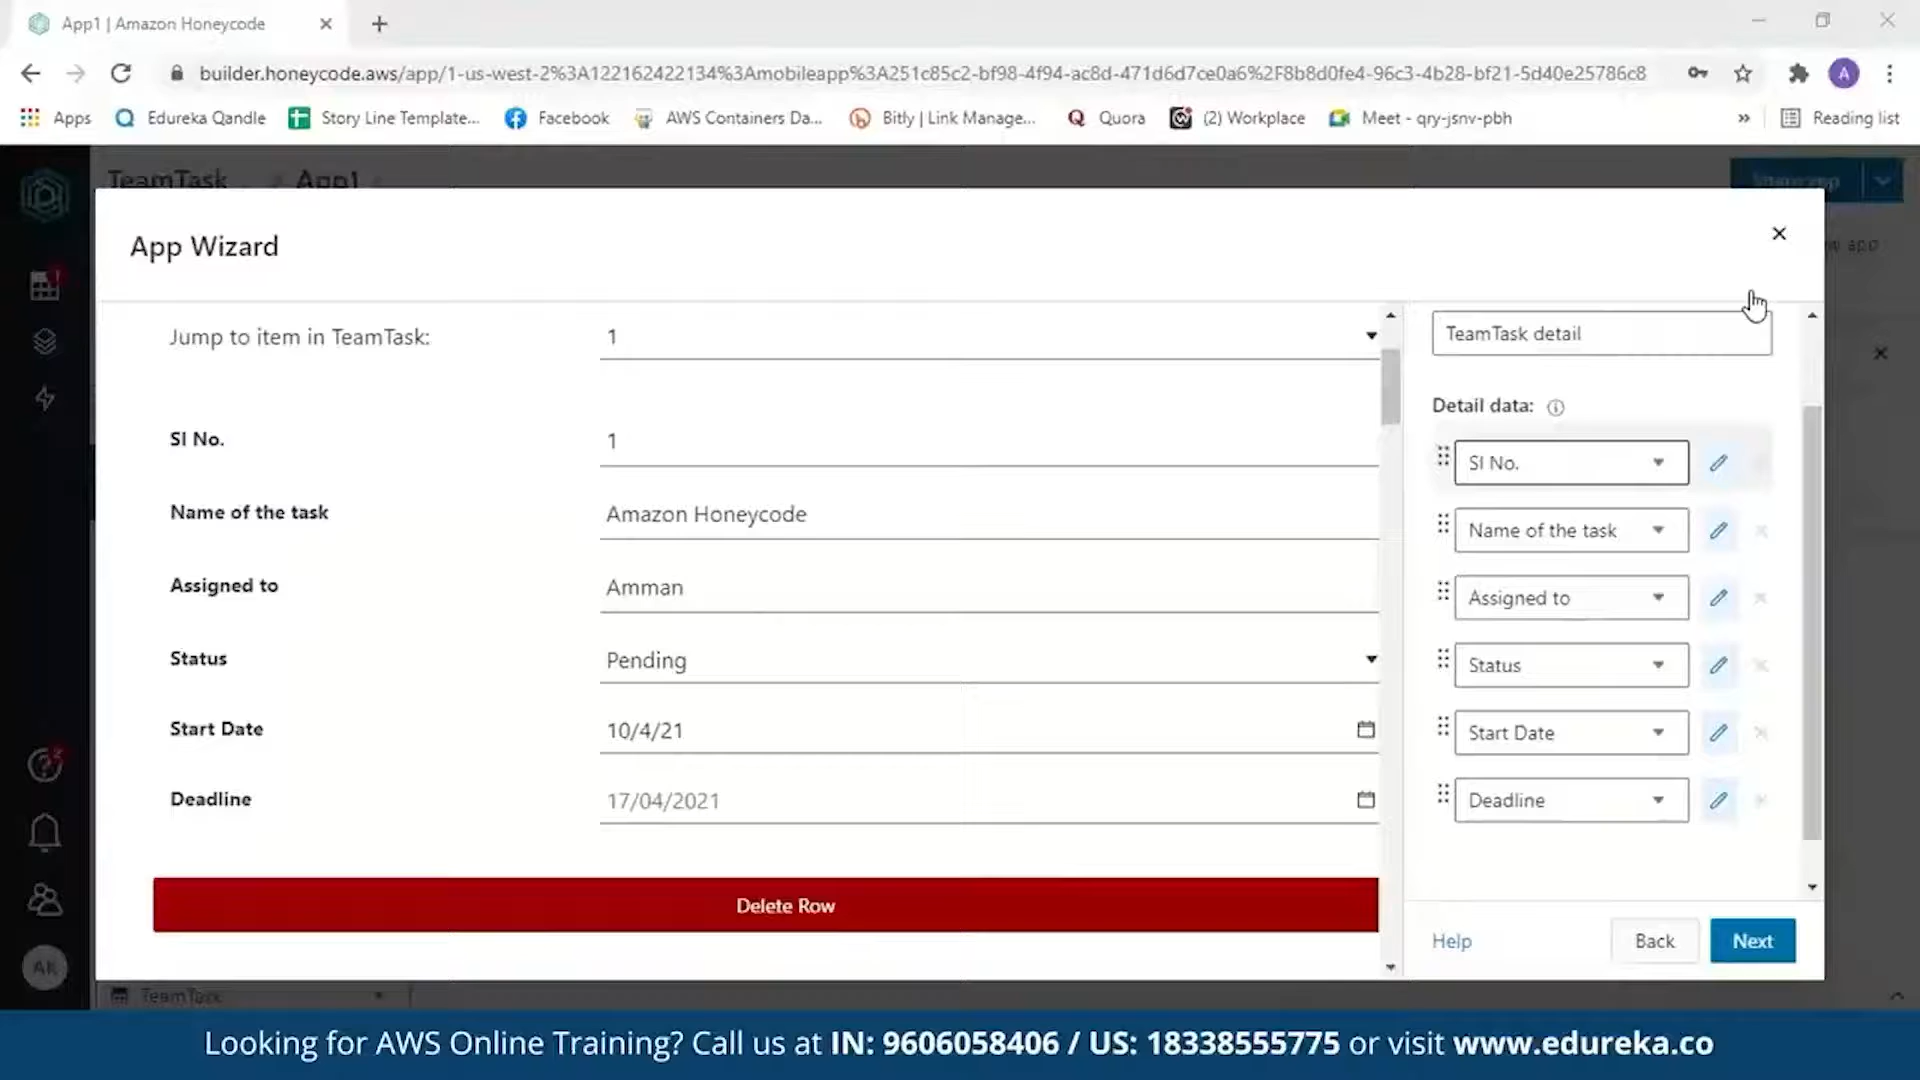 App1 | Amazon Honeycode
builder.honeycode.aws/app/1-us-west-2%3A122162422134%3Amobileapp%3A251c85c2-bf98-4f94-ac8d-471d6d7ce0a6%2F8b8d0fe4-96c3-4b28-bf21-5d40e25786c8
A
Apps
Edureka Qandle
Story Line Template...
Facebook
AWS Containers Da...
Bitly | Link Manage...
Quora
(2) Workplace
Meet - qry-jsnv-pbh
Reading list
TeamTask
App1
Share app
App Wizard
app
Jump to item in TeamTask:
1
TeamTask detail
Detail data:
Sl No.
1
Sl No.
Name of the task
Amazon Honeycode
Name of the task
Assigned to
Amman
Assigned to
Status
Pending
Status
Start Date
10/4/21
Start Date
Deadline
17/04/2021
Deadline
Delete Row
Help
Back
Next
AK
TeamTask
Looking for AWS Online Training? Call us at IN: 9606058406 / US: 18338555775 or visit www.edureka.co